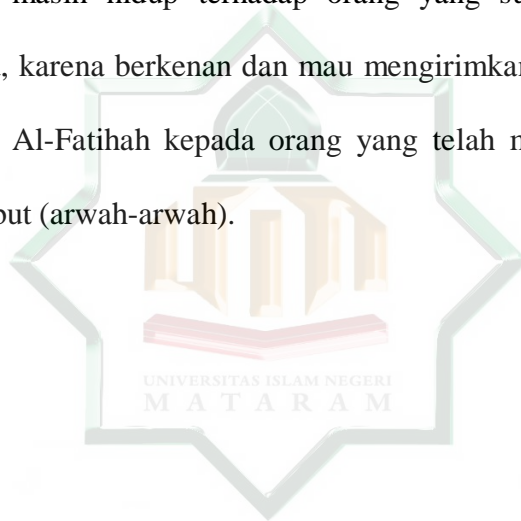 masih hidup terhadap orang yang
karena berkenan dan mau mengirimkan
Al-Fatihah kepada orang yang telah
(arwah-arwah).
UNIVERSITAS ISLAM NEGERI
MATARAM